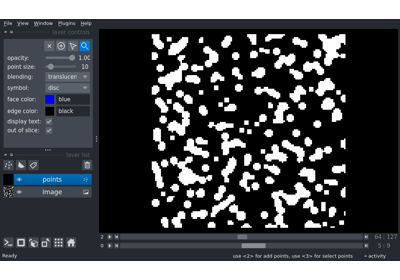 File View Window Plugins Help
layer controls
opacity: 1.00
point size: 10
blending: translucen
symbol: disc
face color: blue
edge color: black
display text:
out of slice:
layer list
points
Image
2 64 127
0 5 9
Ready use <2> for add points, use <3> for select points activity